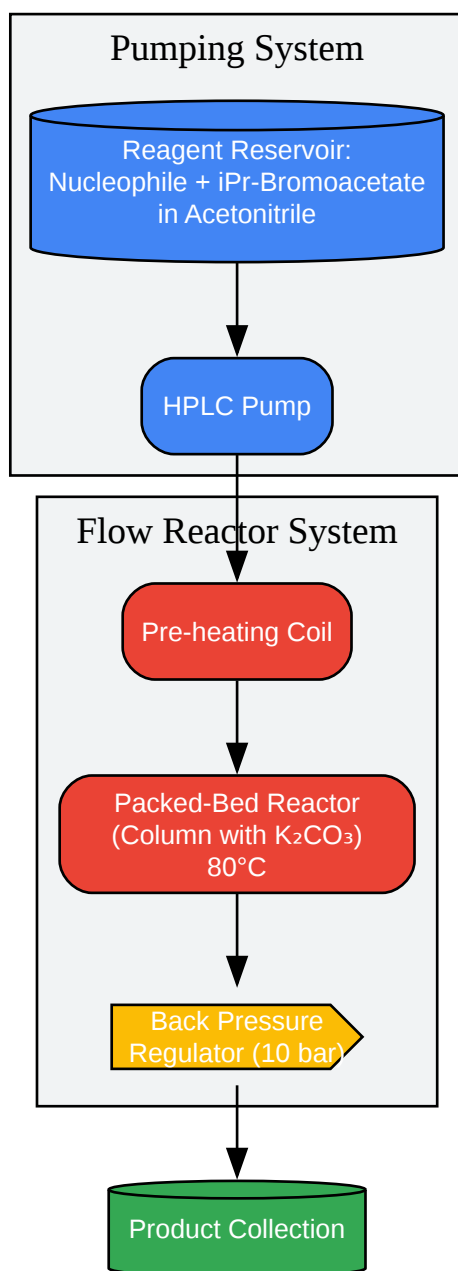 Pumping System
Reagent Reservoir:
Nucleophile + iPr-Bromoacetate
in Acetonitrile
HPLC Pump
Flow Reactor System
Pre-heating Coil
Packed-Bed Reactor
(Column with K₂CO₃)
80°C
Back Pressure
Regulator (10 bar)
Product Collection